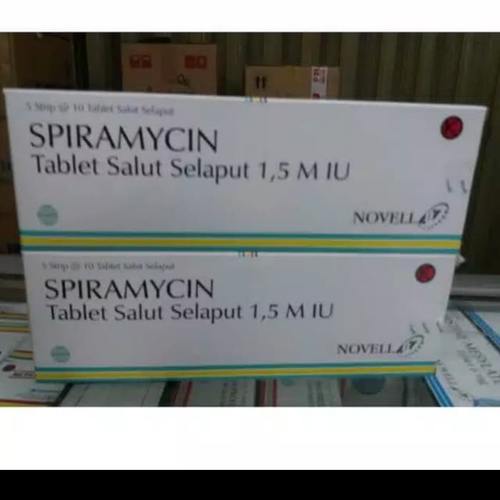 5 Strip @ 10 Tablet Salut Selaput
SPIRAMYCIN
Tablet Salut Selaput 1,5 M IU
K
NOVELL
5 Strip @ 10 Tablet Salut Selaput
SPIRAMYCIN
Tablet Salut Selaput 1,5 M IU
K
NOVELL